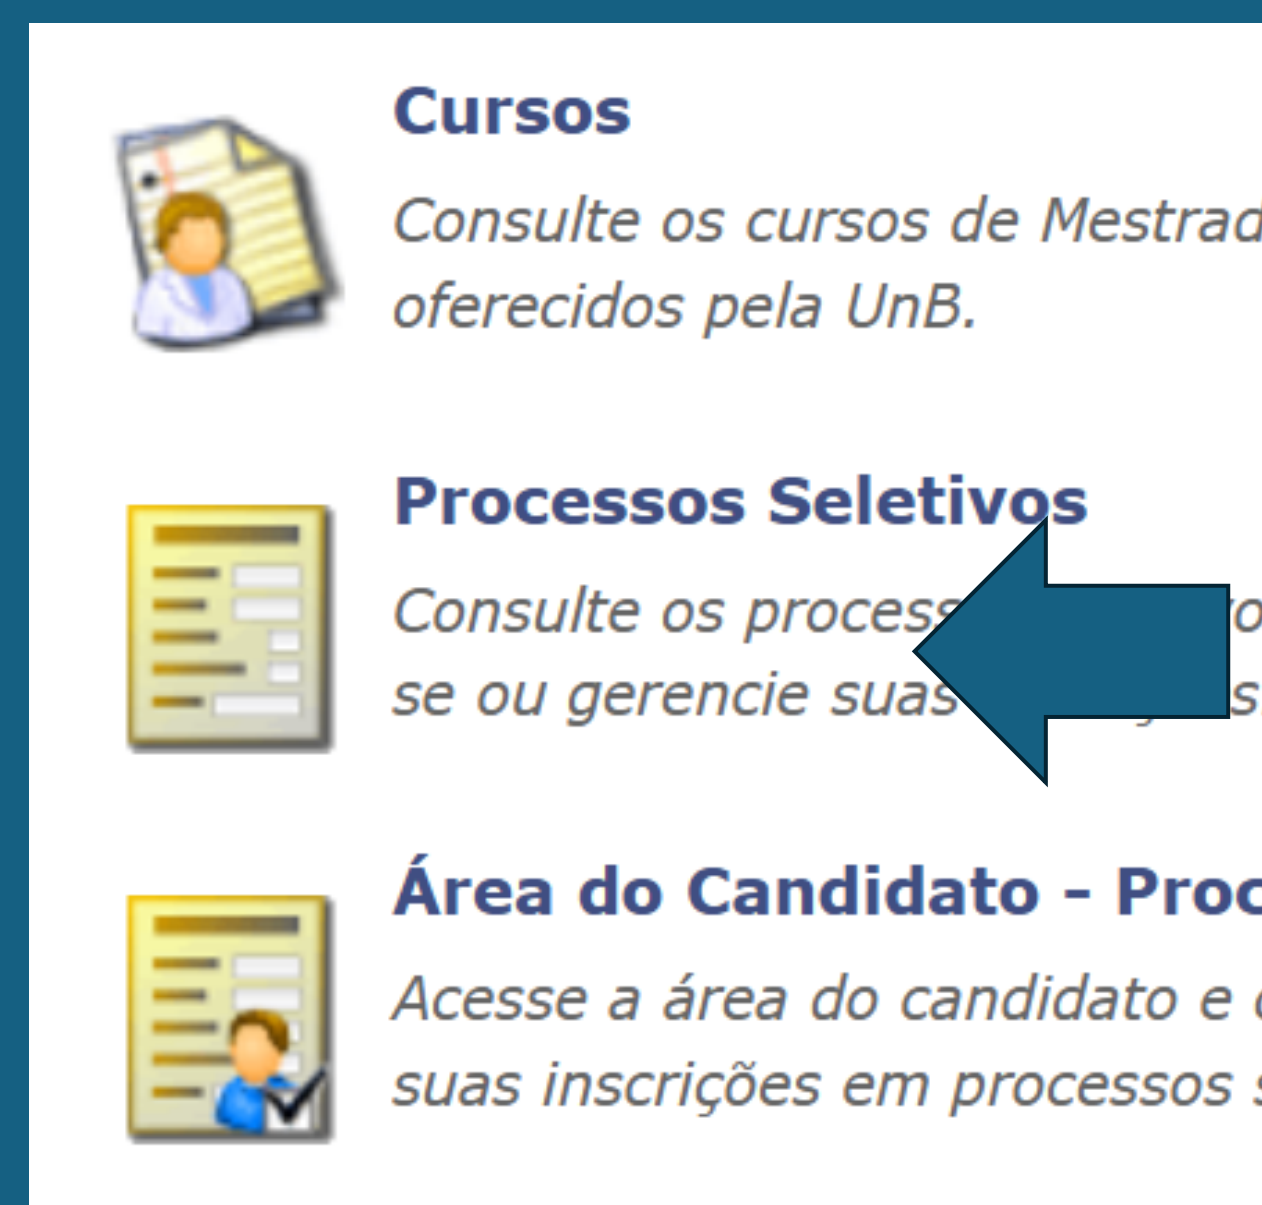 Cursos
Consulte os cursos de Mestrad
oferecidos pela UnB.
Processos Seletivos
Consulte os process vo
se ou gerencie suas s.
Área do Candidato - Proc
Acesse a área do candidato e
suas inscrições em processos s